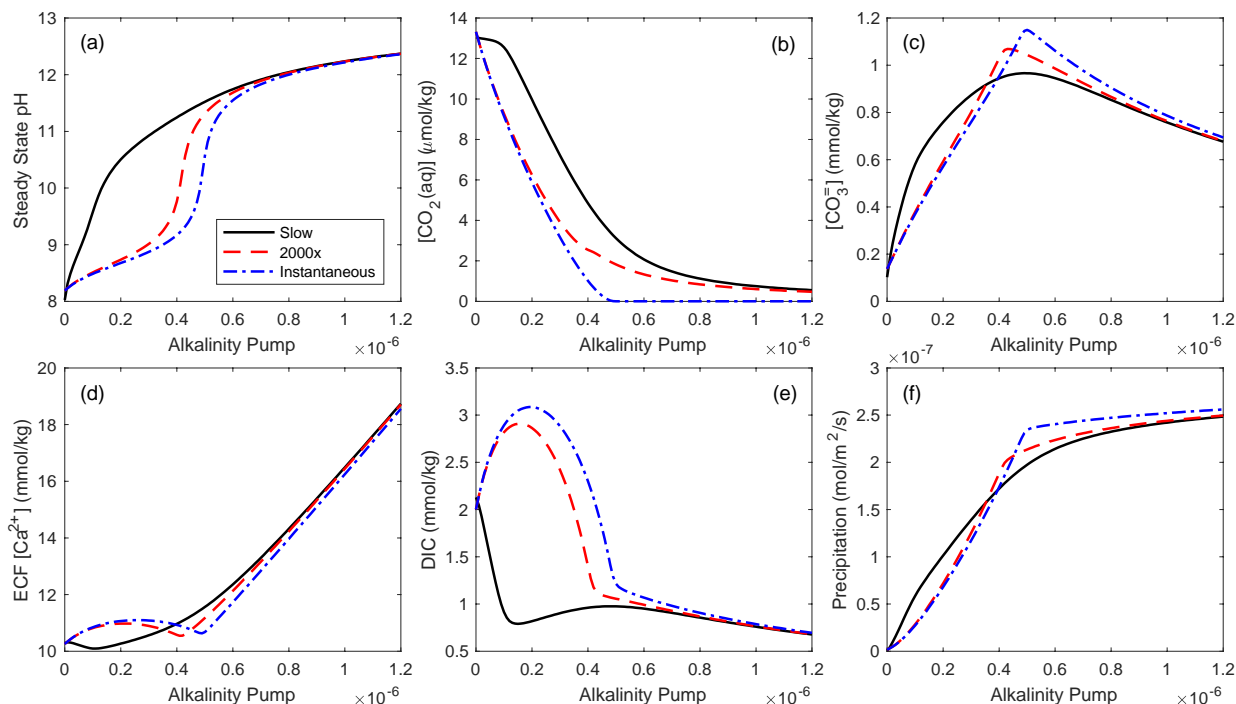 (a)
Steady State pH
13
12
11
10
9
8
Slow
2000x
Instantaneous
0 0.2 0.4 0.6 0.8 1 1.2
Alkalinity Pump
×10⁻⁶
(b)
[CO₂(aq)] (μmol/kg)
14
12
10
8
6
4
2
0
0 0.2 0.4 0.6 0.8 1 1.2
Alkalinity Pump
×10⁻⁶
(c)
[CO₃⁼] (mmol/kg)
1.2
1
0.8
0.6
0.4
0.2
0
0 0.2 0.4 0.6 0.8 1 1.2
Alkalinity Pump
×10⁻⁶
(d)
ECF [Ca²⁺] (mmol/kg)
20
18
16
14
12
10
0 0.2 0.4 0.6 0.8 1 1.2
Alkalinity Pump
×10⁻⁶
(e)
DIC (mmol/kg)
3.5
3
2.5
2
1.5
1
0.5
0 0.2 0.4 0.6 0.8 1 1.2
Alkalinity Pump
×10⁻⁶
×10⁻⁷
(f)
Precipitation (mol/m²/s)
3
2.5
2
1.5
1
0.5
0
0 0.2 0.4 0.6 0.8 1 1.2
Alkalinity Pump
×10⁻⁶